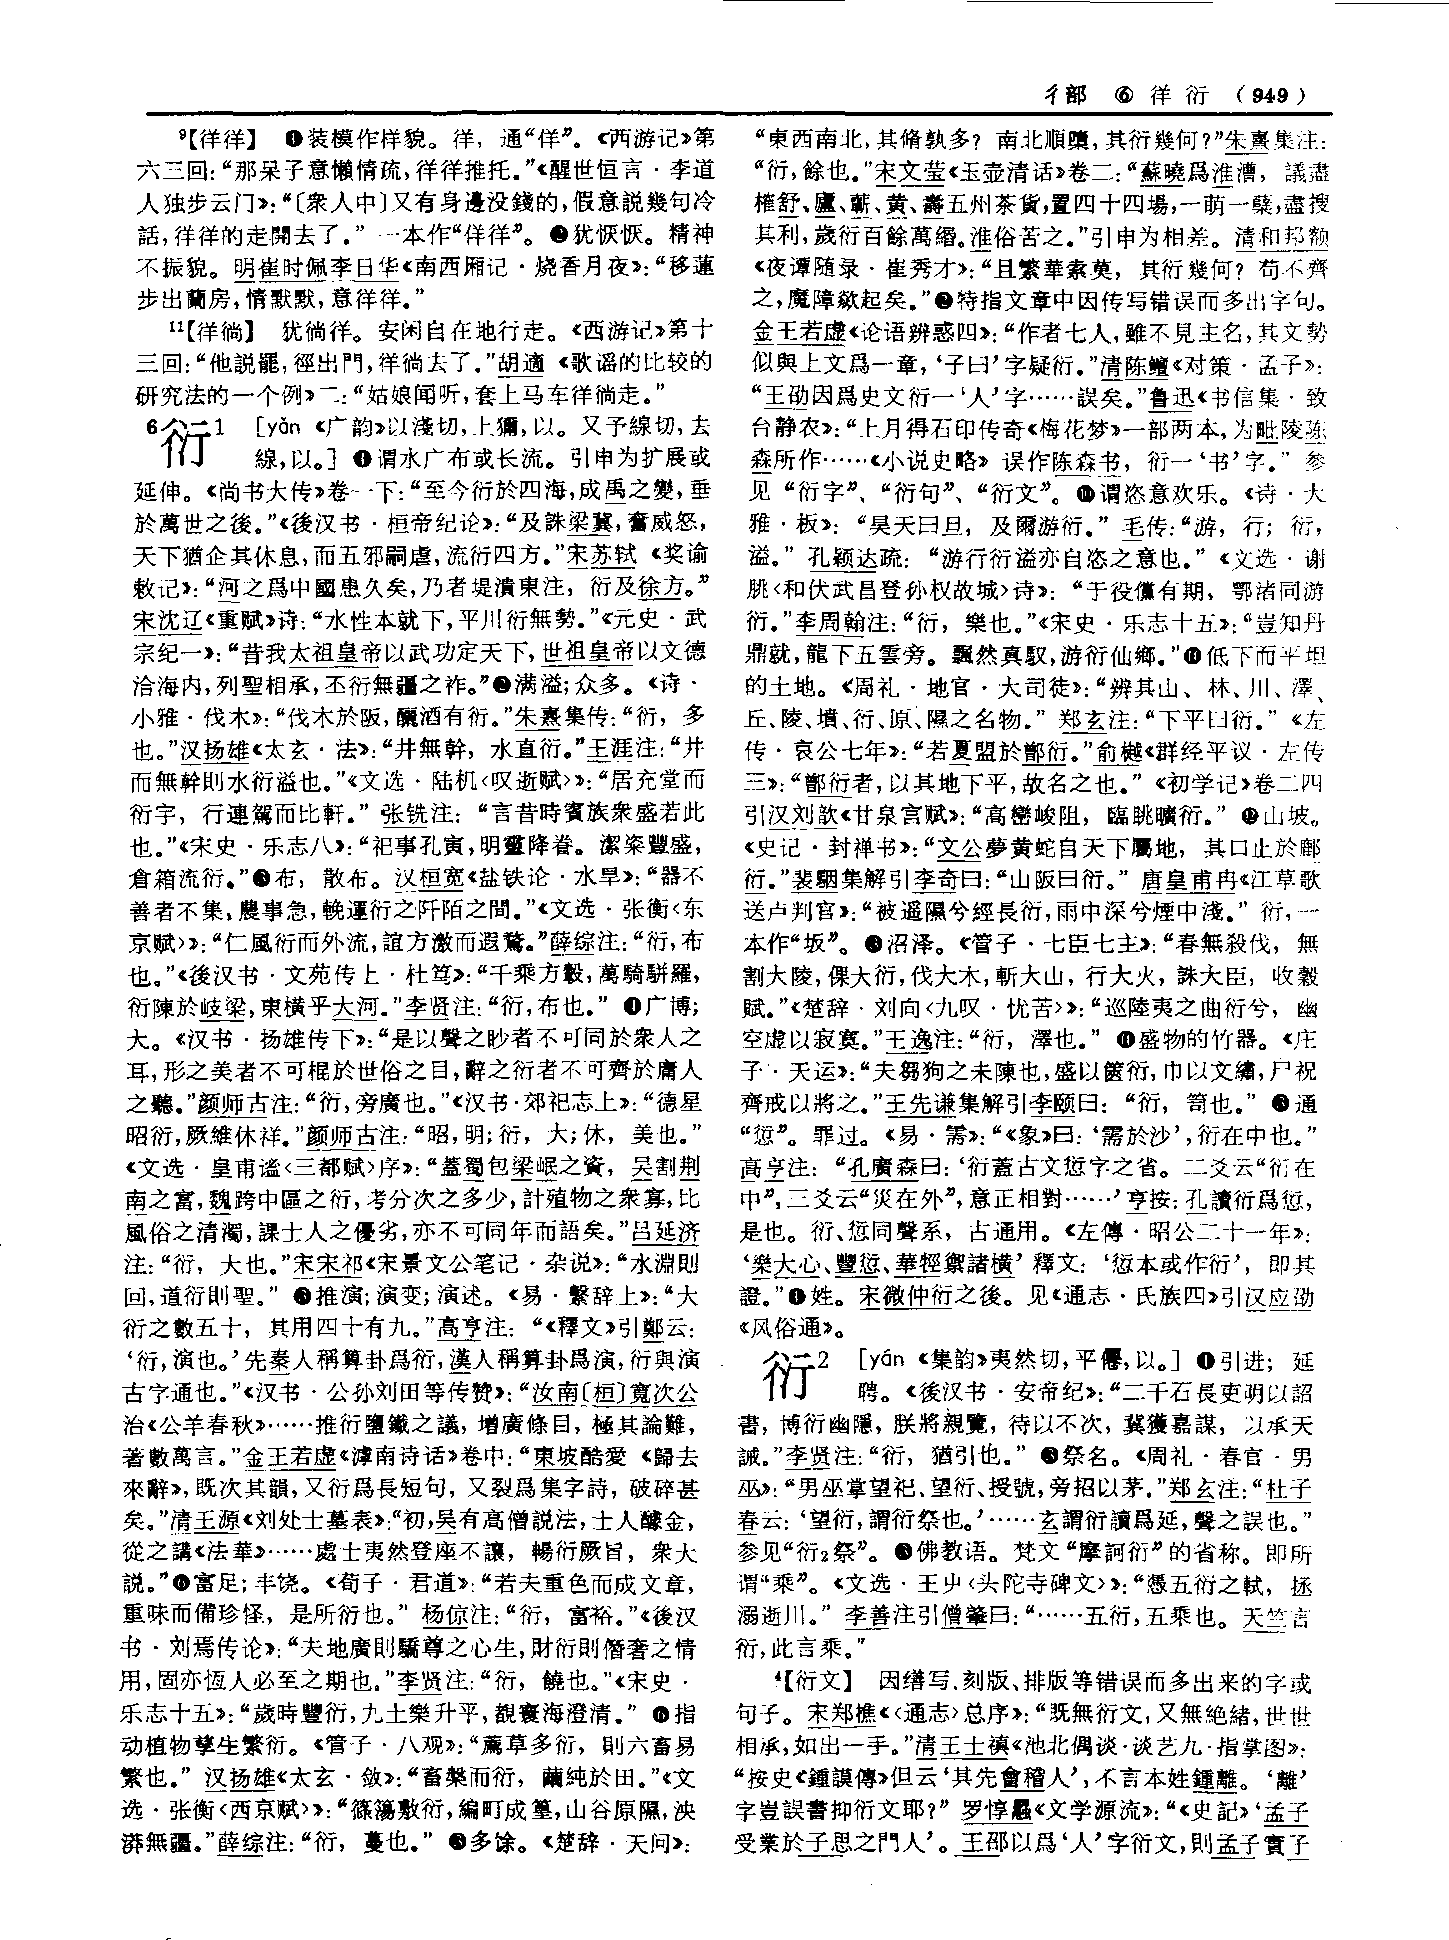 彳部 ⑥ 徉 衍 (949)
⁹【徉徉】 ❶装模作样貌。徉，通“佯”。《西游记》第
六三回：“那呆子意懒情疏，徉徉推托。”《醒世恒言·李道
人独步云门》：“〔衆人中〕又有身邊没錢的，假意説幾句冷
話，徉徉的走開去了。” 一本作“佯徉”。❷犹恹恹。精神
不振貌。明崔时佩李日华《南西厢记·烧香月夜》：“移蓮
步出蘭房，情默默，意徉徉。”
¹¹【徉徜】 犹徜徉。安闲自在地行走。《西游记》第十
三回：“他説罷，徑出門，徉徜去了。”胡適《歌谣的比较的
研究法的一个例》二：“姑娘闻听，套上马车徉徜走。”
⁶衍¹ [yǎn 《广韵》以淺切，上獮，以。又予線切，去
線，以。] ❶谓水广布或长流。引申为扩展或
延伸。《尚书大传》卷一下：“至今衍於四海，成禹之變，垂
於萬世之後。”《後汉书·桓帝纪论》：“及誅梁冀，奮威怒，
天下猶企其休息，而五邪嗣虐，流衍四方。”宋苏轼《奖谕
敕记》：“河之爲中國患久矣，乃者堤潰東注，衍及徐方。”
宋沈辽《重赋》诗：“水性本就下，平川衍無勢。”《元史·武
宗纪一》：“昔我太祖皇帝以武功定天下，世祖皇帝以文德
洽海内，列聖相承，丕衍無疆之祚。”❷满溢；众多。《诗·
小雅·伐木》：“伐木於阪，釃酒有衍。”朱熹集传：“衍，多
也。”汉扬雄《太玄·法》：“井無幹，水直衍。”王涯注：“井
而無幹則水衍溢也。”《文选·陆机〈叹逝赋〉》：“居充堂而
衍宇，行連駕而比軒。” 张铣注：“言昔時賓族衆盛若此
也。”《宋史·乐志八》：“祀事孔寅，明靈降眷。潔粢豐盛，
倉箱流衍。”❸布，散布。汉桓宽《盐铁论·水旱》：“器不
善者不集，農事急，輓運衍之阡陌之間。”《文选·张衡〈东
京赋〉》：“仁風衍而外流，誼方激而遐騖。”薛综注：“衍，布
也。”《後汉书·文苑传上·杜笃》：“千乘方轂，萬騎駢羅，
衍陳於岐梁，東横乎大河。”李贤注：“衍，布也。” ❹广博；
大。《汉书·扬雄传下》：“是以聲之眇者不可同於衆人之
耳，形之美者不可棍於世俗之目，辭之衍者不可齊於庸人
之聽。”颜师古注：“衍，旁廣也。”《汉书·郊祀志上》：“德星
昭衍，厥維休祥。”颜师古注：“昭，明；衍，大；休，美也。”
《文选·皇甫谧〈三都赋〉序》：“蓋蜀包梁岷之資，吴割荆
南之富，魏跨中區之衍，考分次之多少，計殖物之衆寡，比
風俗之清濁，課士人之優劣，亦不可同年而語矣。”吕延济
注：“衍，大也。”宋宋祁《宋景文公笔记·杂说》：“水淵則
回，道衍則聖。” ❺推演；演变；演述。《易·繫辞上》：“大
衍之數五十，其用四十有九。”高亨注：“《釋文》引鄭云：
‘衍，演也。’先秦人稱算卦爲衍，漢人稱算卦爲演，衍與演
古字通也。”《汉书·公孙刘田等传赞》：“汝南〔桓〕寬次公
治《公羊春秋》……推衍鹽鐵之議，增廣條目，極其論難，
著數萬言。”金王若虚《滹南诗话》卷中：“東坡酷愛《歸去
來辭》，既次其韻，又衍爲長短句，又裂爲集字詩，破碎甚
矣。”清王源《刘处士墓表》：“初，吴有高僧説法，士人醵金，
從之講《法華》……處士夷然登座不讓，暢衍厥旨，衆大
説。”❻富足；丰饶。《荀子·君道》：“若夫重色而成文章，
重味而備珍怪，是所衍也。” 杨倞注：“衍，富裕。”《後汉
书·刘焉传论》：“夫地廣則驕尊之心生，財衍則僭奢之情
用，固亦恆人必至之期也。”李贤注：“衍，饒也。”《宋史·
乐志十五》：“歲時豐衍，九土樂升平，覩寰海澄清。” ❼指
动植物孳生繁衍。《管子·八观》：“薦草多衍，則六畜易
繁也。” 汉扬雄《太玄·敛》：“畜槃而衍，繭純於田。”《文
选·张衡〈西京赋〉》：“篠簜敷衍，編町成篁，山谷原隰，泱
漭無疆。”薛综注：“衍，蔓也。” ❽多馀。《楚辞·天问》：
“東西南北，其脩孰多？南北順橢，其衍幾何？”朱熹集注：
“衍，餘也。”宋文莹《玉壶清话》卷二：“蘇曉爲淮漕，議盡
榷舒、廬、蘄、黄、壽五州茶貨，置四十四場，一萌一蘖，盡搜
其利，歲衍百餘萬緡。淮俗苦之。”引申为相差。清和邦额
《夜谭随录·崔秀才》：“且繁華索莫，其衍幾何？苟不齊
之，魔障歘起矣。”❾特指文章中因传写错误而多出字句。
金王若虚《论语辨惑四》：“作者七人，雖不見主名，其文勢
似與上文爲一章，‘子曰’字疑衍。”清陈鱣《对策·孟子》：
“王劭因爲史文衍一‘人’字……誤矣。”鲁迅《书信集·致
台静农》：“上月得石印传奇《梅花梦》一部两本，为毗陵陈
森所作……《小说史略》误作陈森书，衍一‘书’字。” 参
见“衍字”、“衍句”、“衍文”。❿谓恣意欢乐。《诗·大
雅·板》：“昊天曰旦，及爾游衍。” 毛传：“游，行；衍，
溢。” 孔颖达疏：“游行衍溢亦自恣之意也。”《文选·谢
朓〈和伏武昌登孙权故城〉诗》：“于役儻有期，鄂渚同游
衍。”李周翰注：“衍，樂也。”《宋史·乐志十五》：“豈知丹
鼎就，龍下五雲旁。飄然真馭，游衍仙鄉。”⓫低下而平坦
的土地。《周礼·地官·大司徒》：“辨其山、林、川、澤、
丘、陵、墳、衍、原、隰之名物。” 郑玄注：“下平曰衍。”《左
传·哀公七年》：“若夏盟於鄫衍。”俞樾《群经平议·左传
三》：“鄫衍者，以其地下平，故名之也。”《初学记》卷二四
引汉刘歆《甘泉宫赋》：“高巒峻阻，臨眺曠衍。” ⓬山坡。
《史记·封禅书》：“文公夢黄蛇自天下屬地，其口止於鄜
衍。”裴駰集解引李奇曰：“山阪曰衍。” 唐皇甫冉《江草歌
送卢判官》：“被遥隰兮經長衍，雨中深兮煙中淺。” 衍，一
本作“坂”。⓭沼泽。《管子·七臣七主》：“春無殺伐，無
割大陵，倮大衍，伐大木，斬大山，行大火，誅大臣，收穀
賦。”《楚辞·刘向〈九叹·忧苦〉》：“巡陸夷之曲衍兮，幽
空虚以寂寞。”王逸注：“衍，澤也。” ⓮盛物的竹器。《庄
子·天运》：“夫芻狗之未陳也，盛以篋衍，巾以文繡，尸祝
齊戒以將之。”王先谦集解引李颐曰：“衍，笥也。” ⓯通
“愆”。罪过。《易·需》：“《象》曰：‘需於沙’，衍在中也。”
高亨注：“孔廣森曰：‘衍蓋古文愆字之省。二爻云“衍在
中”，三爻云“災在外”，意正相對……’亨按：孔讀衍爲愆，
是也。衍、愆同聲系，古通用。《左傳·昭公二十一年》：
‘樂大心、豐愆、華牼禦諸横’釋文：‘愆本或作衍’，即其
證。”⓰姓。宋微仲衍之後。见《通志·氏族四》引汉应劭
《风俗通》。
衍² [yán 《集韵》夷然切，平僊，以。] ❶引进；延
聘。《後汉书·安帝纪》：“二千石長吏明以詔
書，博衍幽隱，朕將親覽，待以不次，冀獲嘉謀，以承天
誡。”李贤注：“衍，猶引也。” ❷祭名。《周礼·春官·男
巫》：“男巫掌望祀、望衍、授號，旁招以茅。”郑玄注：“杜子
春云：‘望衍，謂衍祭也。’……玄謂衍讀爲延，聲之誤也。”
参见“衍₂祭”。❸佛教语。梵文“摩訶衍”的省称。即所
谓“乘”。《文选·王屮〈头陀寺碑文〉》：“憑五衍之軾，拯
溺逝川。” 李善注引僧肇曰：“……五衍，五乘也。天竺言
衍，此言乘。”
⁴【衍文】 因缮写、刻版、排版等错误而多出来的字或
句子。宋郑樵《〈通志〉总序》：“既無衍文，又無絶緒，世世
相承，如出一手。”清王士禛《池北偶谈·谈艺九·指掌图》：
“按史《鍾謨傳》但云‘其先會稽人’，不言本姓鍾離。‘離’
字豈誤書抑衍文耶？” 罗惇曧《文学源流》：“《史記》‘孟子
受業於子思之門人’。王邵以爲‘人’字衍文，則孟子實子